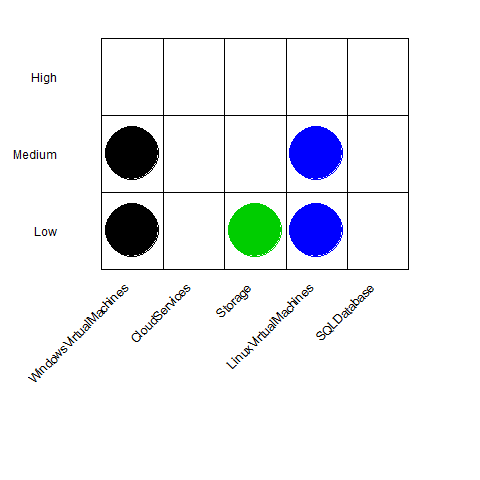 High
Medium
Low
WindowsVirtualMachines
CloudServices
Storage
LinuxVirtualMachines
SQLDatabase